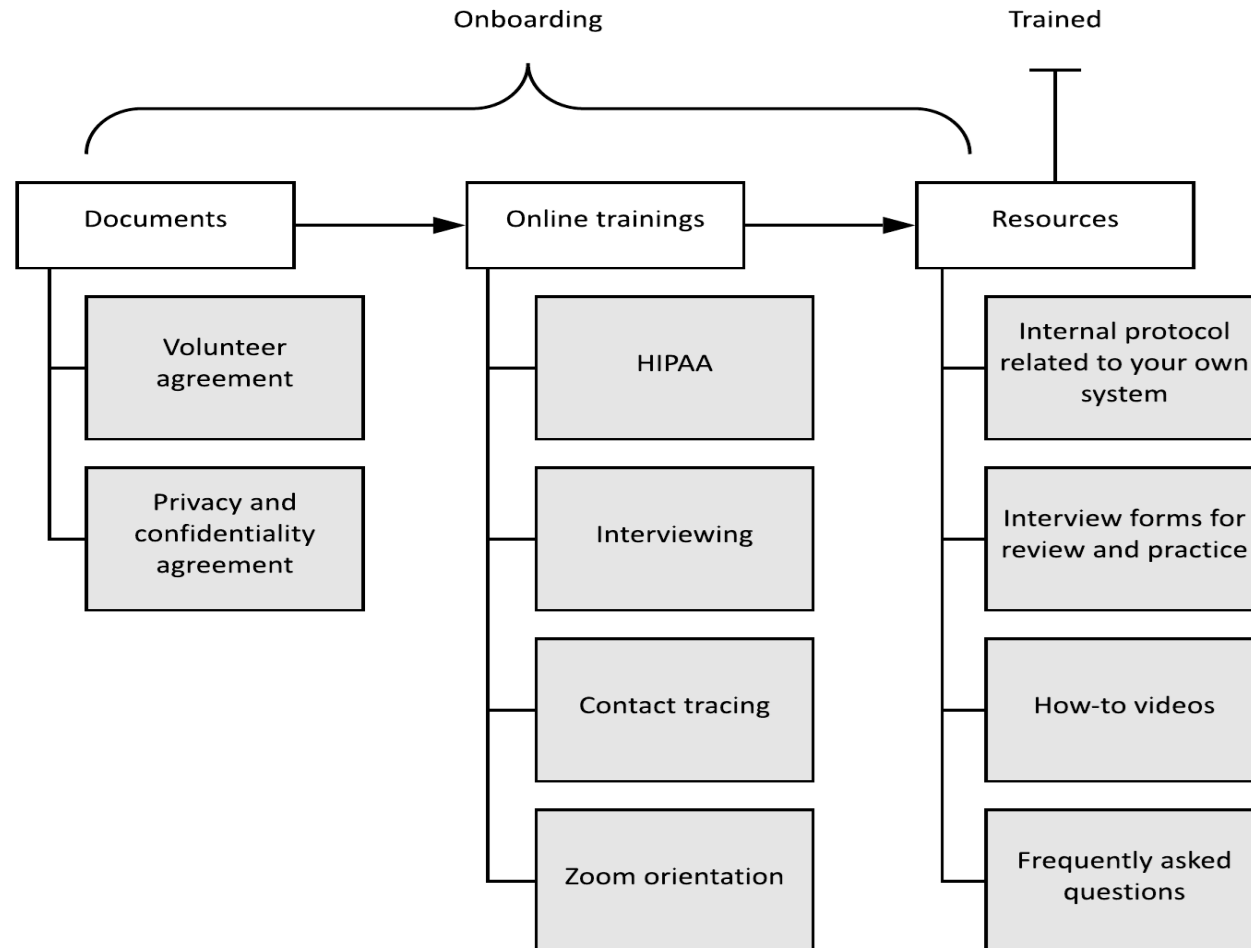 Onboarding
Trained
Documents
Online trainings
Resources
Volunteer
agreement
Privacy and
confidentiality
agreement
HIPAA
Interviewing
Contact tracing
Zoom orientation
Internal protocol
related to your own
system
Interview forms for
review and practice
How-to videos
Frequently asked
questions